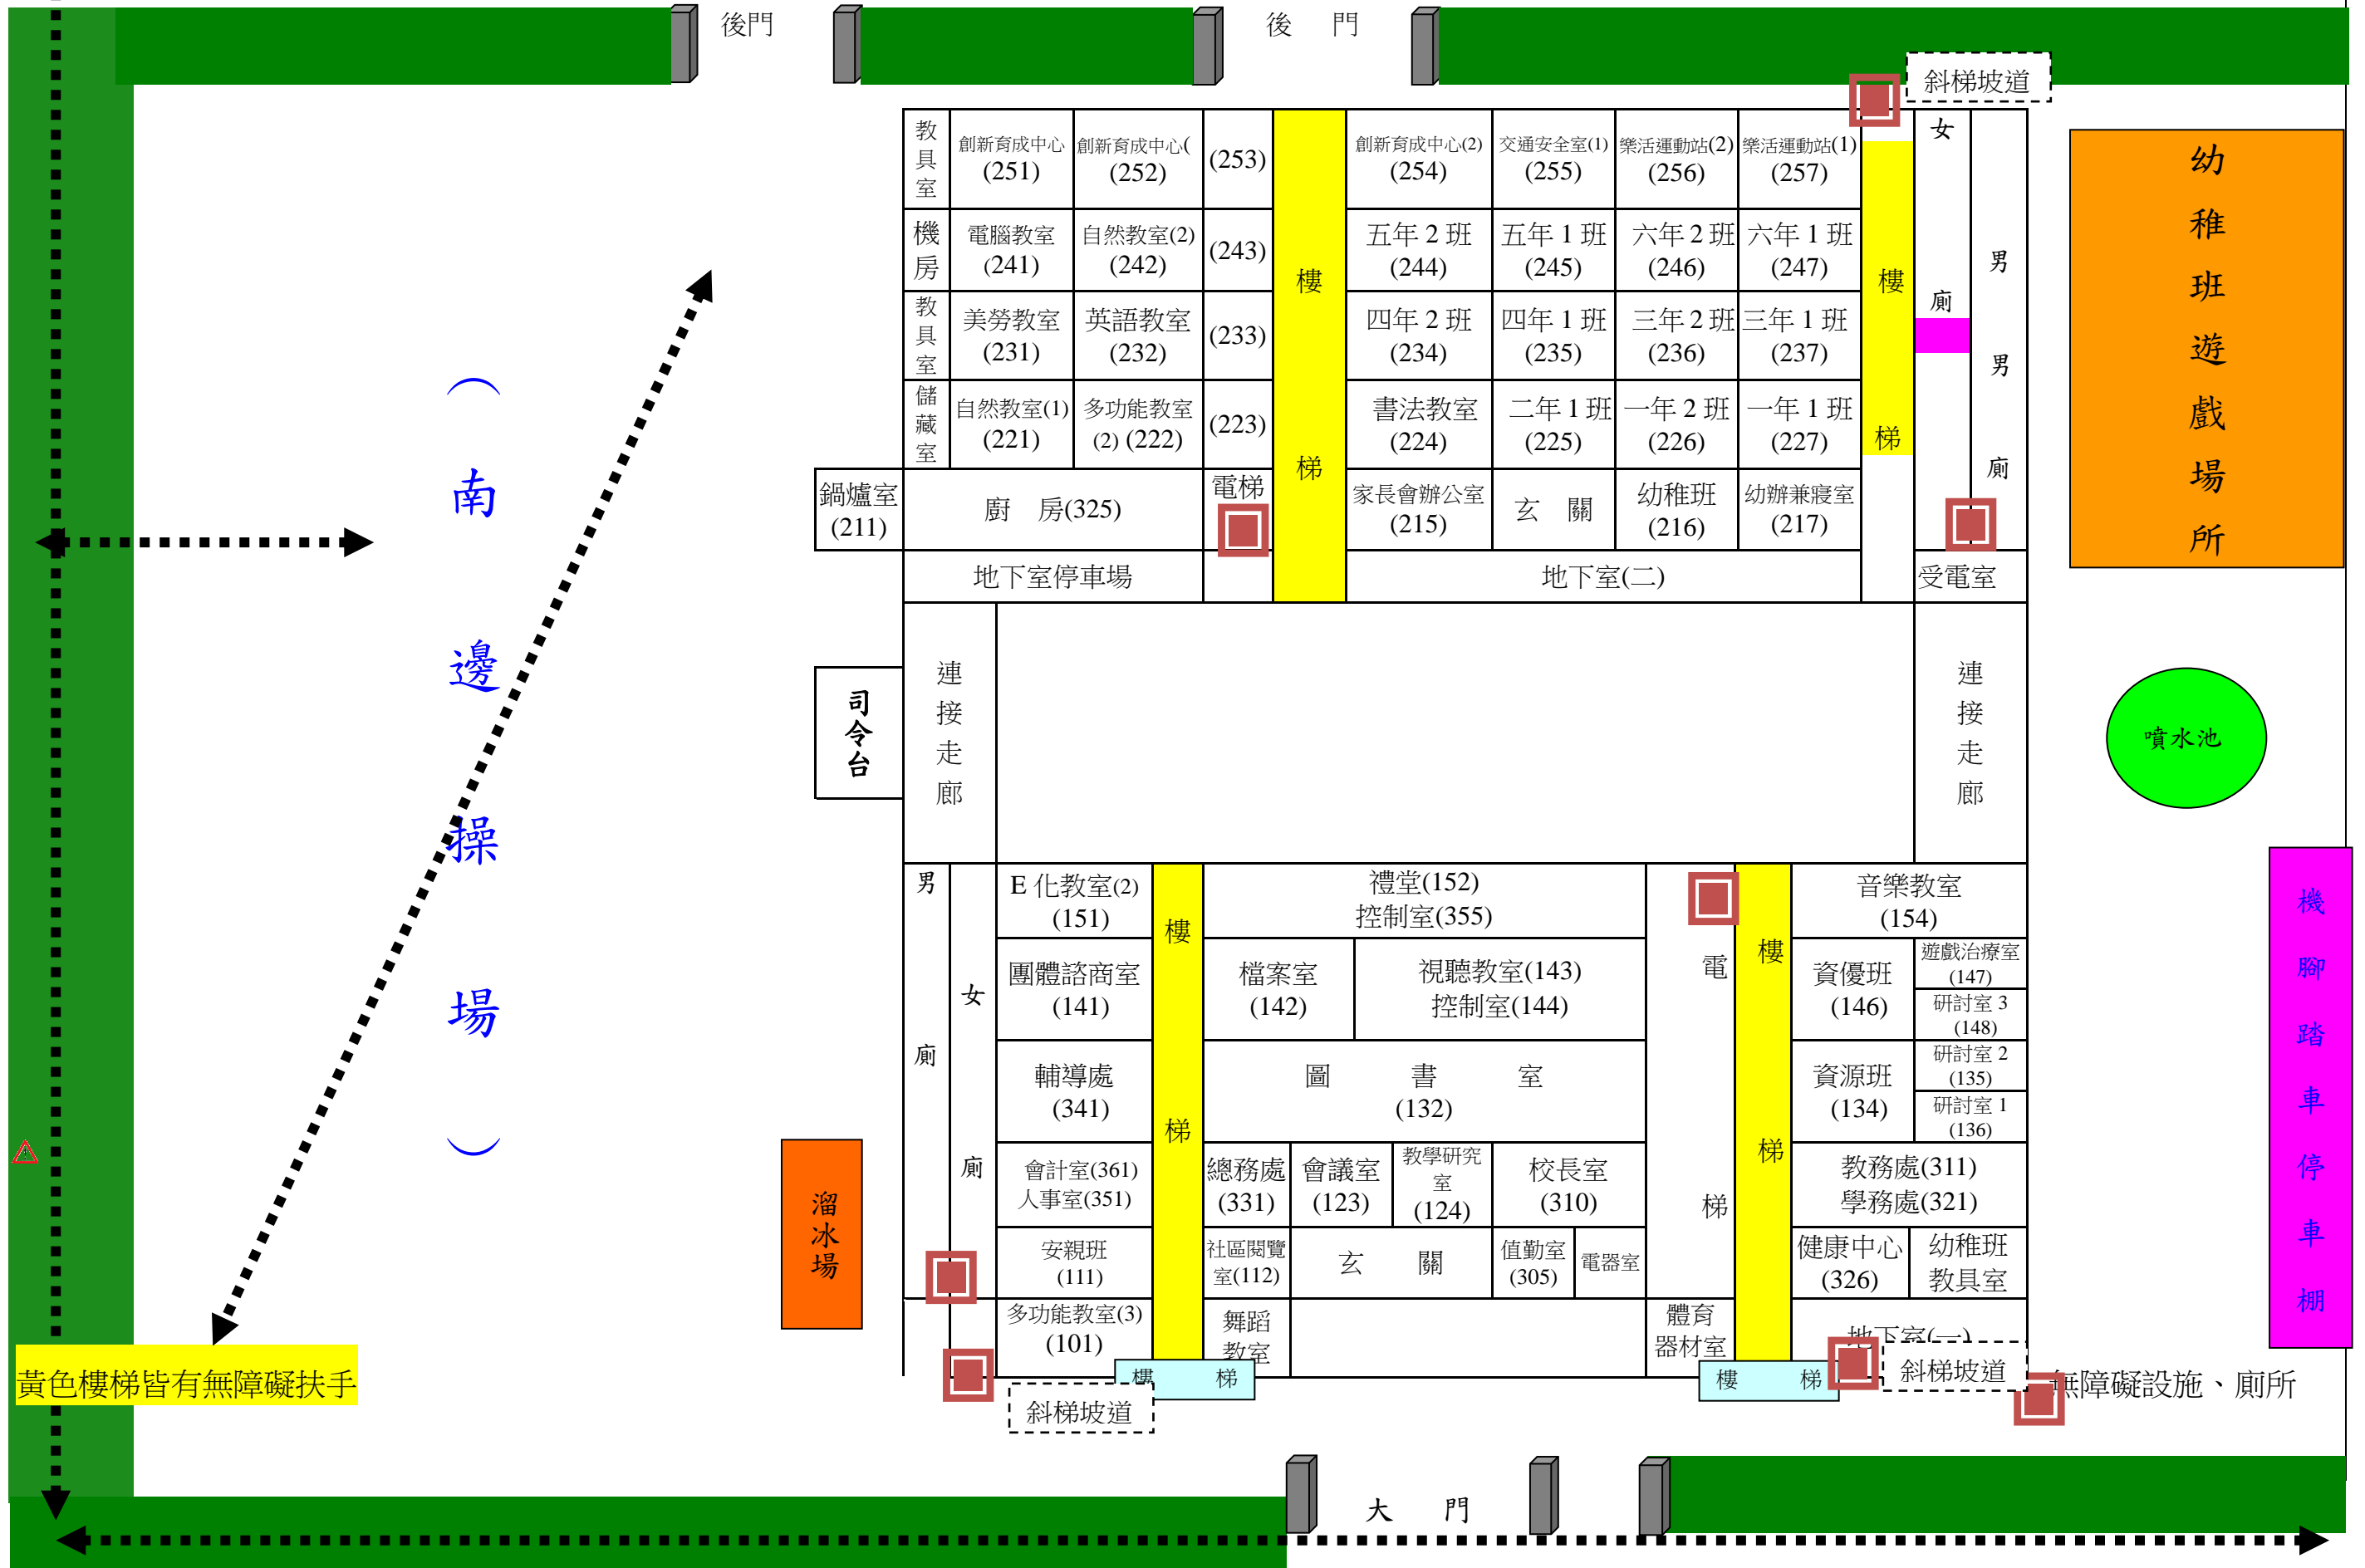 後門
後 門
斜梯坡道
教具室
創新育成中心
(251)
創新育成中心(
(252)
(253)
創新育成中心(2)
(254)
交通安全室(1)
(255)
樂活運動站(2)
(256)
樂活運動站(1)
(257)
女廁
男廁
男
機房
電腦教室
(241)
自然教室(2)
(242)
(243)
樓梯
五年 2 班
(244)
五年 1 班
(245)
六年 2 班
(246)
六年 1 班
(247)
樓梯
教具室
美勞教室
(231)
英語教室
(232)
(233)
四年 2 班
(234)
四年 1 班
(235)
三年 2 班
(236)
三年 1 班
(237)
儲藏室
自然教室(1)
(221)
多功能教室
(2) (222)
(223)
書法教室
(224)
二年 1 班
(225)
一年 2 班
(226)
一年 1 班
(227)
鍋爐室
(211)
廚 房(325)
電梯
家長會辦公室
(215)
玄 關
幼稚班
(216)
幼辦兼寢室
(217)
地下室停車場
地下室(二)
受電室
幼稚班遊戲場所
(南邊操場)
司令台
連接走廊
連接走廊
噴水池
男廁
女廁
E 化教室(2)
(151)
樓梯
禮堂(152)
控制室(355)
電梯
樓梯
音樂教室
(154)
團體諮商室
(141)
檔案室
(142)
視聽教室(143)
控制室(144)
資優班
(146)
遊戲治療室
(147)
研討室 3
(148)
輔導處
(341)
圖 書 室
(132)
資源班
(134)
研討室 2
(135)
研討室 1
(136)
會計室(361)
人事室(351)
總務處
(331)
會議室
(123)
教學研究
室
(124)
校長室
(310)
教務處(311)
學務處(321)
安親班
(111)
社區閱覽
室(112)
玄 關
值勤室
(305)
電器室
健康中心
(326)
幼稚班
教具室
多功能教室(3)
(101)
舞蹈
教室
體育
器材室
地下室(一)
溜冰場
機腳踏車停車棚
黃色樓梯皆有無障礙扶手
樓 梯
斜梯坡道
樓 梯
斜梯坡道
無障礙設施、廁所
大 門